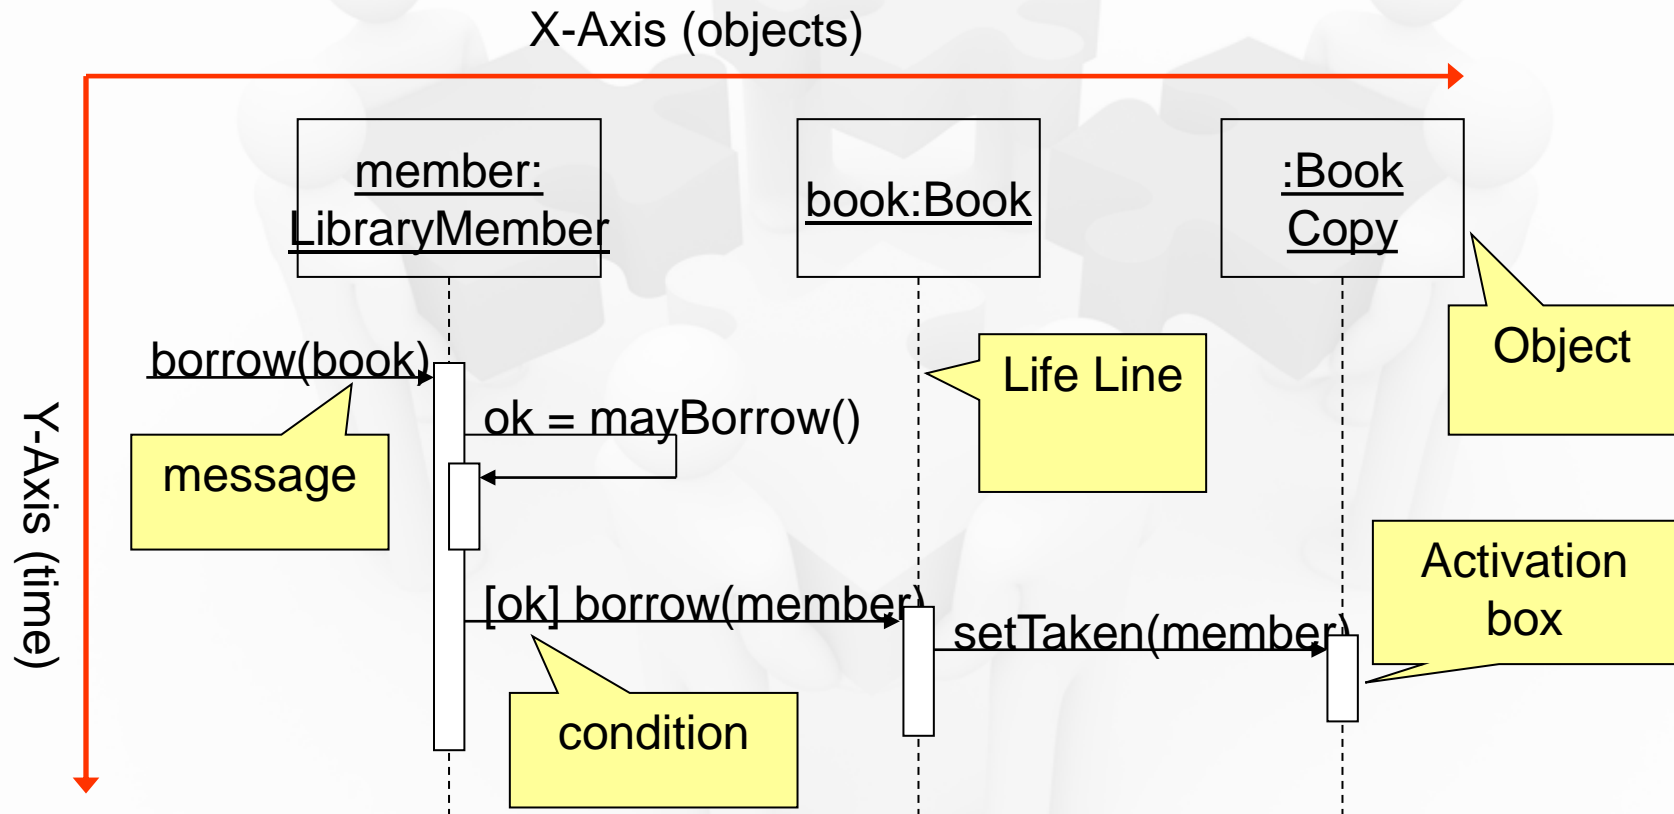 X-Axis (objects)
member:
LibraryMember
book:Book
:Book
Copy
Object
borrow(book)
Life Line
ok = mayBorrow()
message
Y-Axis (time)
Activation
box
[ok] borrow(member)
setTaken(member)
condition